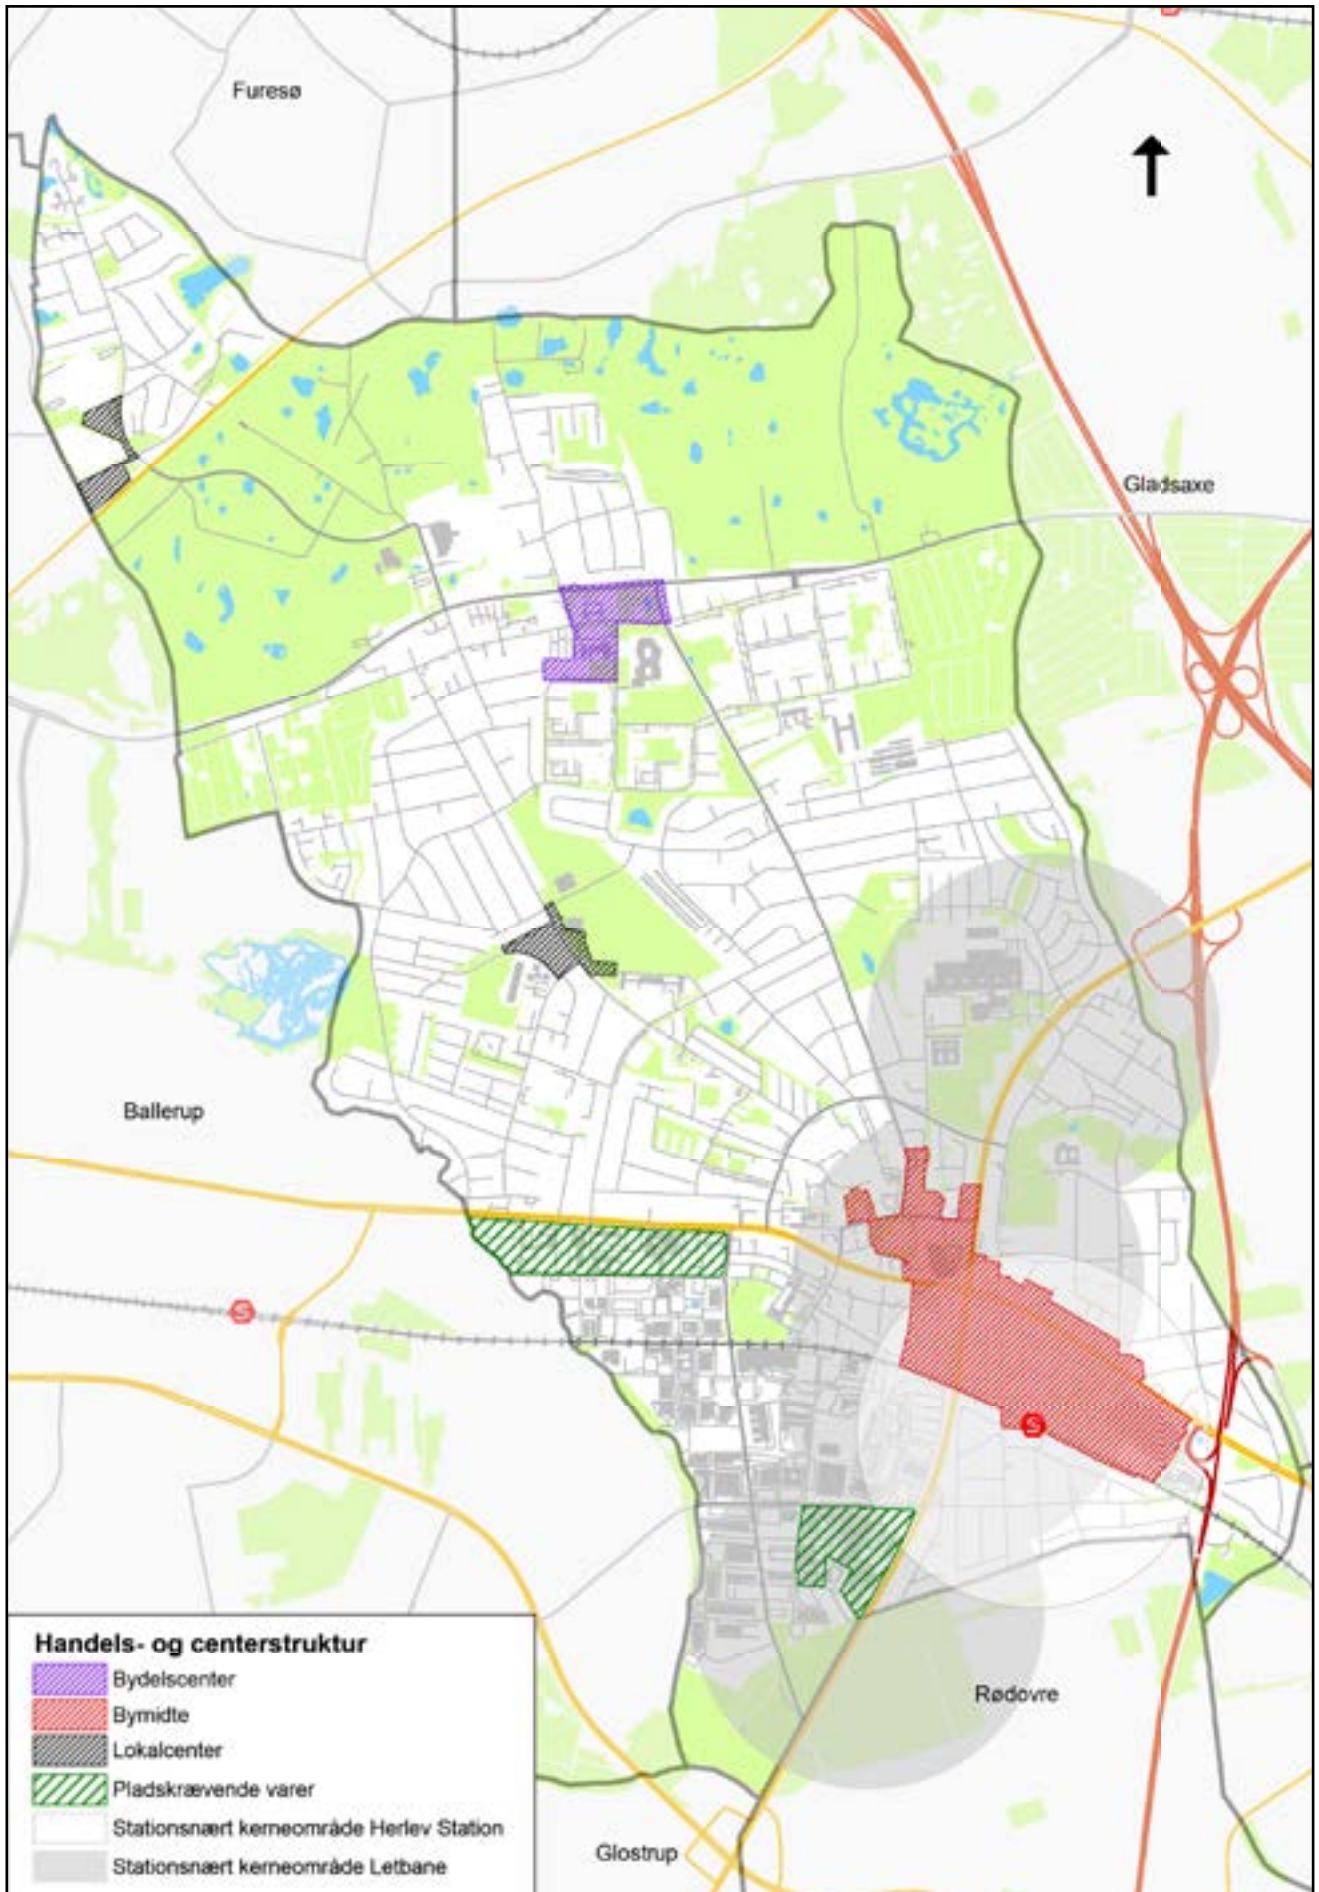 Furesø
Gladsaxe
Ballerup
S
S
Rødovre
Glostrup
Handels- og centerstruktur
Bydelscenter
Bymidte
Lokalcenter
Pladskrævende varer
Stationsnært kerneområde Herlev Station
Stationsnært kerneområde Letbane